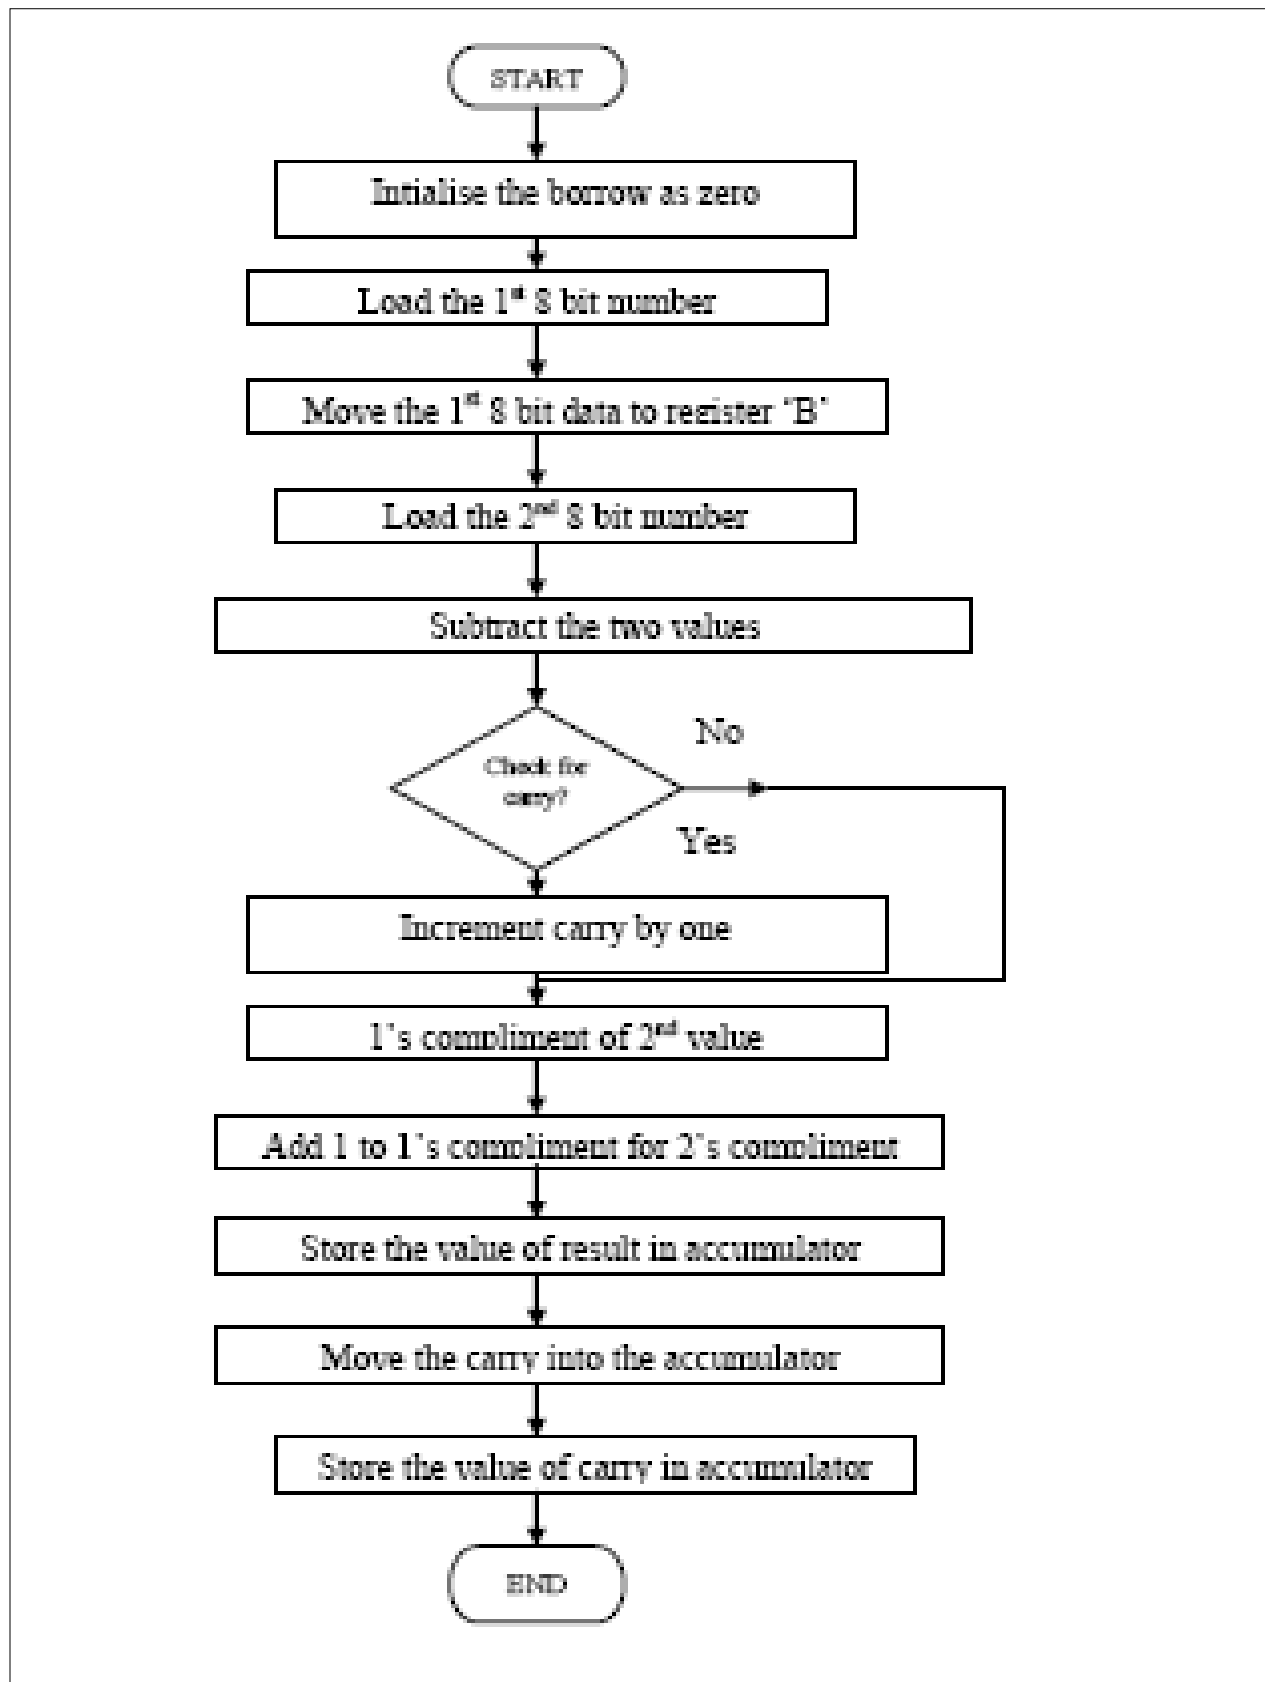 START
Intialise the borrow as zero
Load the 1st 8 bit number
Move the 1st 8 bit data to register 'B'
Load the 2nd 8 bit number
Subtract the two values
No
Check for
carry?
Yes
Increment carry by one
1's compliment of 2nd value
Add 1 to 1's compliment for 2's compliment
Store the value of result in accumulator
Move the carry into the accumulator
Store the value of carry in accumulator
END